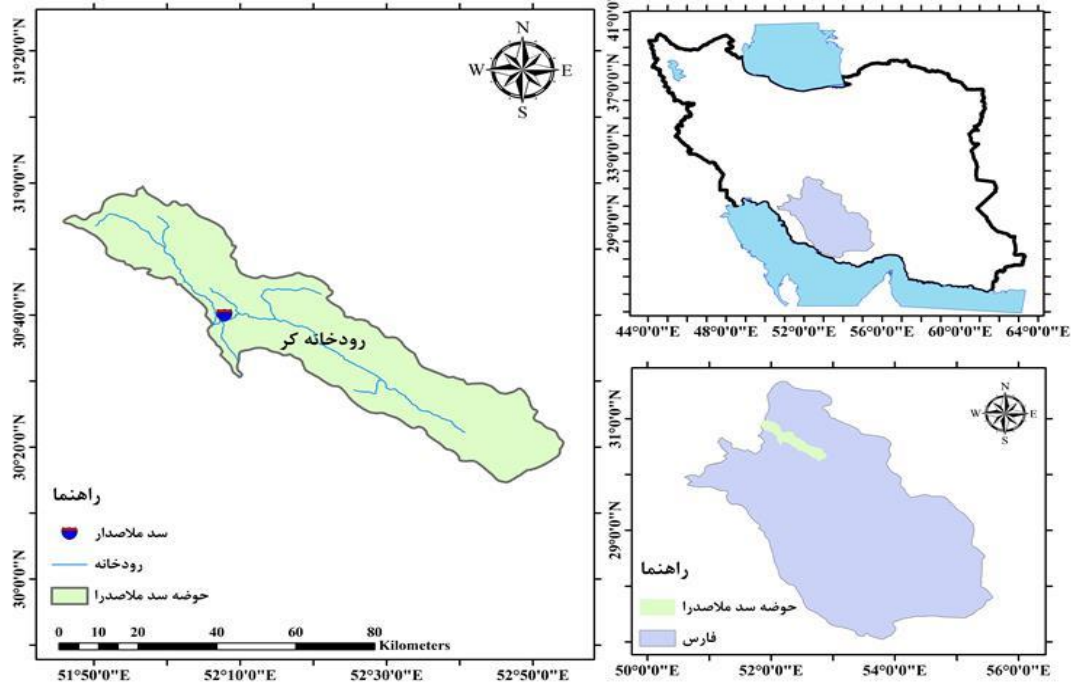 N
W E
S
31°20'0"N
31°0'0"N
30°40'0"N
30°20'0"N
30°0'0"N
رودخانه کر
راهنما
سد ملاصدار
رودخانه
حوضه سد ملاصدرا
0 10 20 40 60 80
Kilometers
51°50'0"E 52°10'0"E 52°30'0"E 52°50'0"E
41°0'0"N
37°0'0"N
33°0'0"N
29°0'0"N
44°0'0"E 48°0'0"E 52°0'0"E 56°0'0"E 60°0'0"E 64°0'0"E
N
W E
S
31°0'0"N
29°0'0"N
راهنما
حوضه سد ملاصدرا
فارس
50°0'0"E 52°0'0"E 54°0'0"E 56°0'0"E